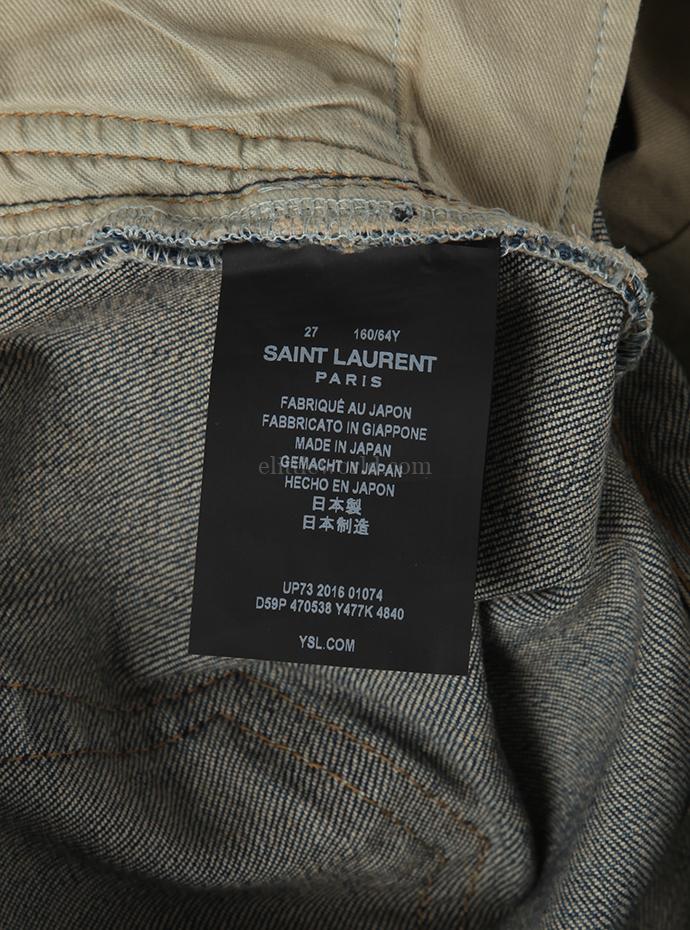 27 160/64Y
SAINT LAURENT
PARIS
FABRIQUÉ AU JAPON
FABBRICATO IN GIAPPONE
MADE IN JAPAN
GEMACHT IN JAPAN
HECHO EN JAPON
日本製
日本制造
UP73 2016 01074
D59P 470538 Y477K 4840
YSL.COM